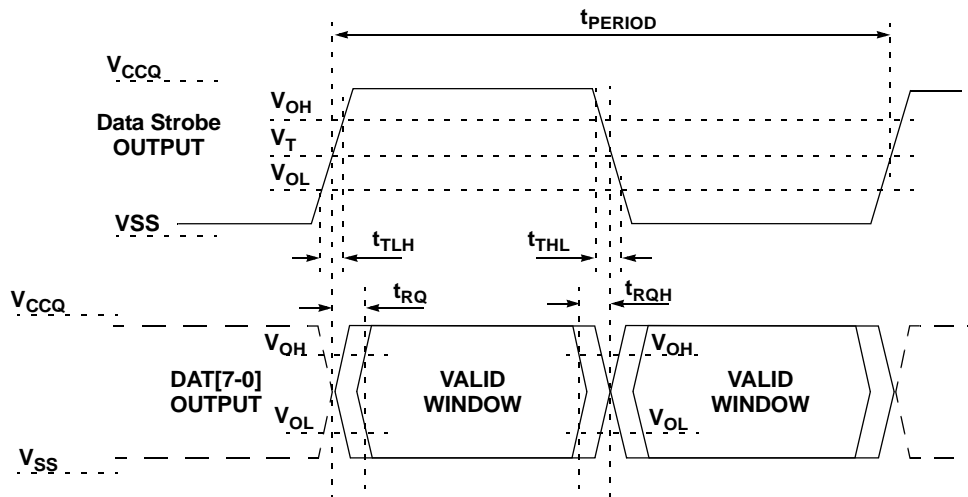 tPERIOD
VCCQ
VOH
Data Strobe
OUTPUT
VT
VOL
VSS
tTLH
tTHL
tRQ
tRQH
VCCQ
VOH
VOH
DAT[7-0]
OUTPUT
VALID
WINDOW
VALID
WINDOW
VOL
VOL
VSS